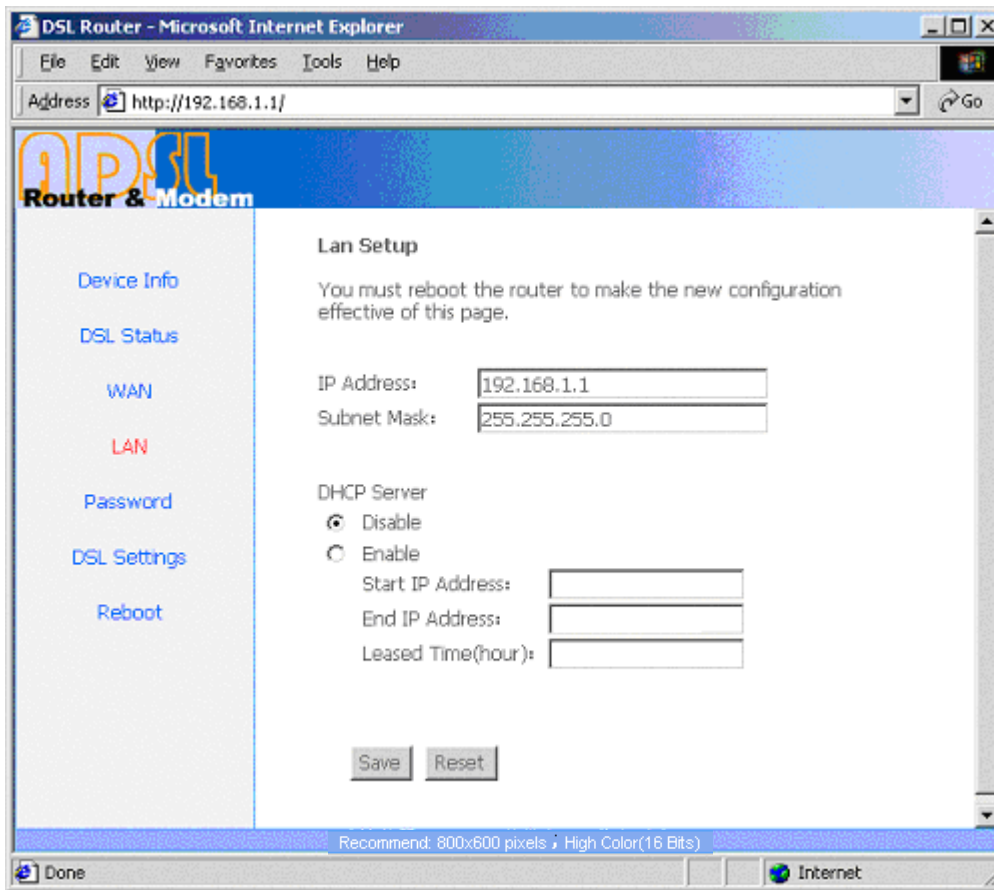 DSL Router - Microsoft Internet Explorer
File Edit View Favorites Tools Help
Address http://192.168.1.1/ Go
ADSL
Router & Modem
Device Info
DSL Status
WAN
LAN
Password
DSL Settings
Reboot
Lan Setup
You must reboot the router to make the new configuration
effective of this page.
IP Address: 192.168.1.1
Subnet Mask: 255.255.255.0
DHCP Server
Disable
Enable
Start IP Address:
End IP Address:
Leased Time(hour):
Save Reset
Recommend: 800x600 pixels ; High Color(16 Bits)
Done Internet